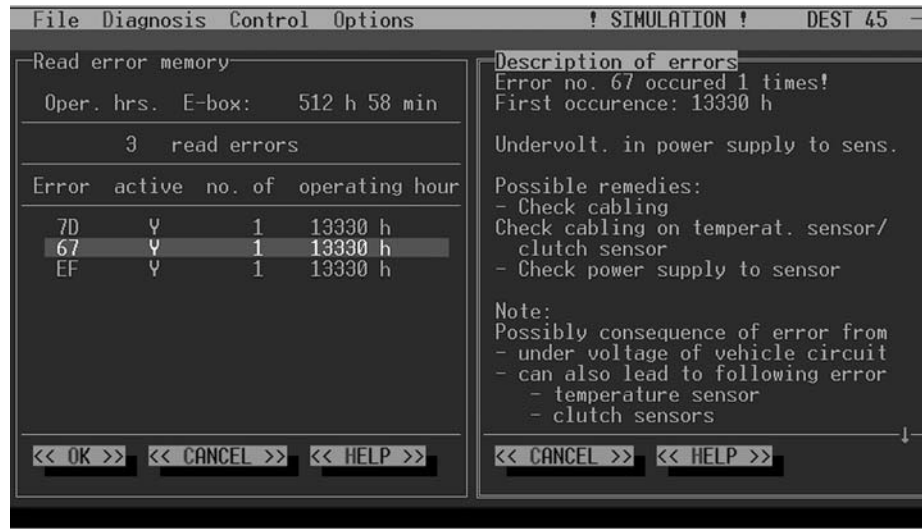 File Diagnosis Control Options ! SIMULATION ! DEST 45
Read error memory
Oper. hrs. E-box: 512 h 58 min
3 read errors
Error active no. of operating hour
7D Y 1 13330 h
67 Y 1 13330 h
EF Y 1 13330 h
<< OK >> << CANCEL >> << HELP >>
Description of errors
Error no. 67 occured 1 times!
First occurence: 13330 h
Undervolt. in power supply to sens.
Possible remedies:
- Check cabling
Check cabling on temperat. sensor/
clutch sensor
- Check power supply to sensor
Note:
Possibly consequence of error from
- under voltage of vehicle circuit
- can also lead to following error
- temperature sensor
- clutch sensors
<< CANCEL >> << HELP >>